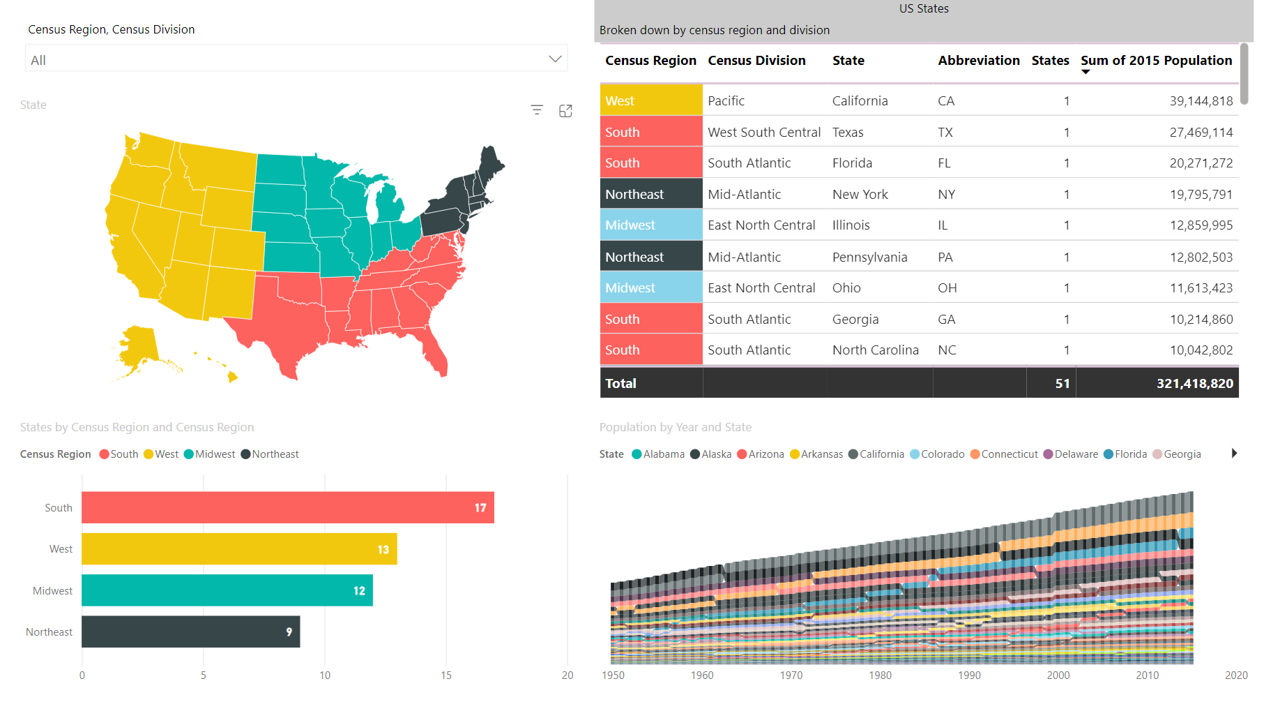 Census Region, Census Division
All
State
US States
Broken down by census region and division
Census Region Census Division State Abbreviation States Sum of 2015 Population
West Pacific California CA 1 39,144,818
South West South Central Texas TX 1 27,469,114
South South Atlantic Florida FL 1 20,271,272
Northeast Mid-Atlantic New York NY 1 19,795,791
Midwest East North Central Illinois IL 1 12,859,995
Northeast Mid-Atlantic Pennsylvania PA 1 12,802,503
Midwest East North Central Ohio OH 1 11,613,423
South South Atlantic Georgia GA 1 10,214,860
South South Atlantic North Carolina NC 1 10,042,802
Total 51 321,418,820
States by Census Region and Census Region
Census Region South West Midwest Northeast
South 17
West 13
Midwest 12
Northeast 9
0 5 10 15 20
Population by Year and State
State Alabama Alaska Arizona Arkansas California Colorado Connecticut Delaware Florida Georgia
1950 1960 1970 1980 1990 2000 2010 2020